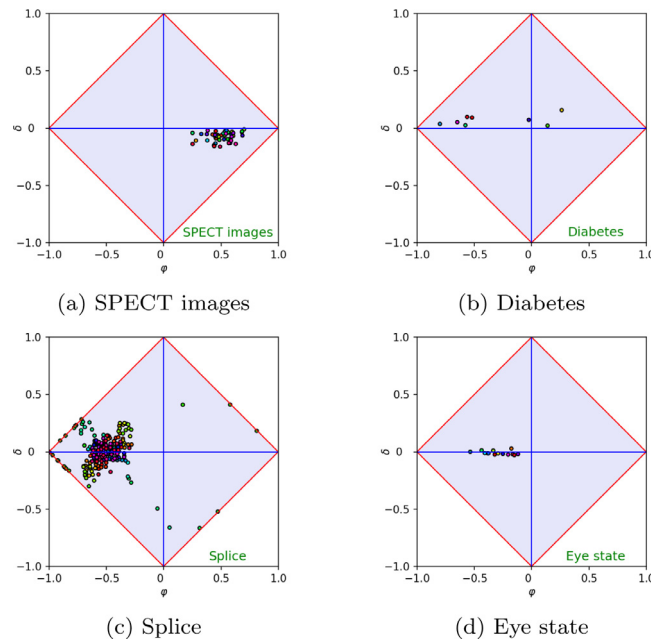 1.0
0.5
δ 0
−0.5
SPECT images
−1.0
−1.0 −0.5 0 0.5 1.0
φ
(a) SPECT images
1.0
0.5
δ 0
−0.5
Diabetes
−1.0
−1.0 −0.5 0 0.5 1.0
φ
(b) Diabetes
1.0
0.5
δ 0
−0.5
Splice
−1.0
−1.0 −0.5 0 0.5 1.0
φ
(c) Splice
1.0
0.5
δ 0
−0.5
Eye state
−1.0
−1.0 −0.5 0 0.5 1.0
φ
(d) Eye state